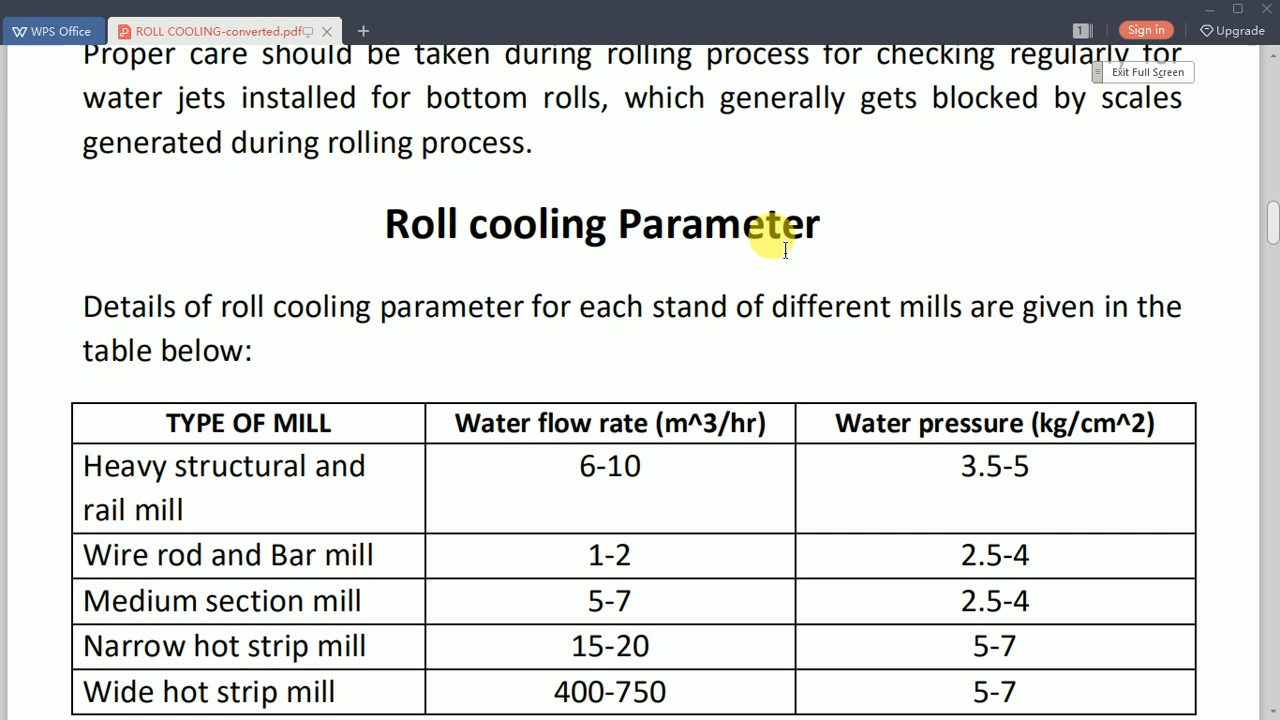 WPS Office
ROLL COOLING-converted.pdf
1
Sign in
Upgrade
Proper care should be taken during rolling process for checking regularly for
Exit Full Screen
water jets installed for bottom rolls, which generally gets blocked by scales
generated during rolling process.
Roll cooling Parameter
Details of roll cooling parameter for each stand of different mills are given in the
table below:
TYPE OF MILL Water flow rate (m^3/hr) Water pressure (kg/cm^2)
Heavy structural and 6-10 3.5-5
rail mill
Wire rod and Bar mill 1-2 2.5-4
Medium section mill 5-7 2.5-4
Narrow hot strip mill 15-20 5-7
Wide hot strip mill 400-750 5-7